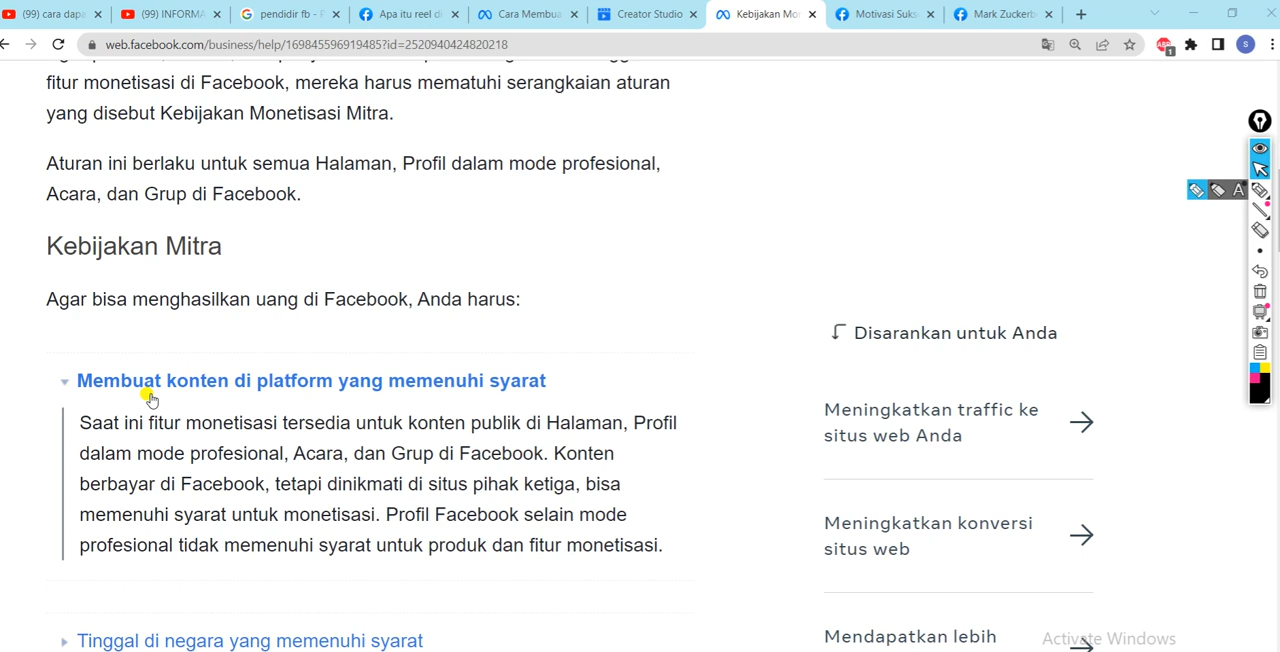 (99) cara dapa
(99) INFORMA
pendidir fb - P
Apa itu reel di
Cara Membua
Creator Studio
Kebijakan Mon
Motivasi Suks
Mark Zuckerb
web.facebook.com/business/help/169845596919485?id=2520940424820218
fitur monetisasi di Facebook, mereka harus mematuhi serangkaian aturan
yang disebut Kebijakan Monetisasi Mitra.
Aturan ini berlaku untuk semua Halaman, Profil dalam mode profesional,
Acara, dan Grup di Facebook.
Kebijakan Mitra
Agar bisa menghasilkan uang di Facebook, Anda harus:
Membuat konten di platform yang memenuhi syarat
Saat ini fitur monetisasi tersedia untuk konten publik di Halaman, Profil
dalam mode profesional, Acara, dan Grup di Facebook. Konten
berbayar di Facebook, tetapi dinikmati di situs pihak ketiga, bisa
memenuhi syarat untuk monetisasi. Profil Facebook selain mode
profesional tidak memenuhi syarat untuk produk dan fitur monetisasi.
Tinggal di negara yang memenuhi syarat
Disarankan untuk Anda
Meningkatkan traffic ke
situs web Anda
Meningkatkan konversi
situs web
Mendapatkan lebih
Activate Windows
ABP
1
S
A